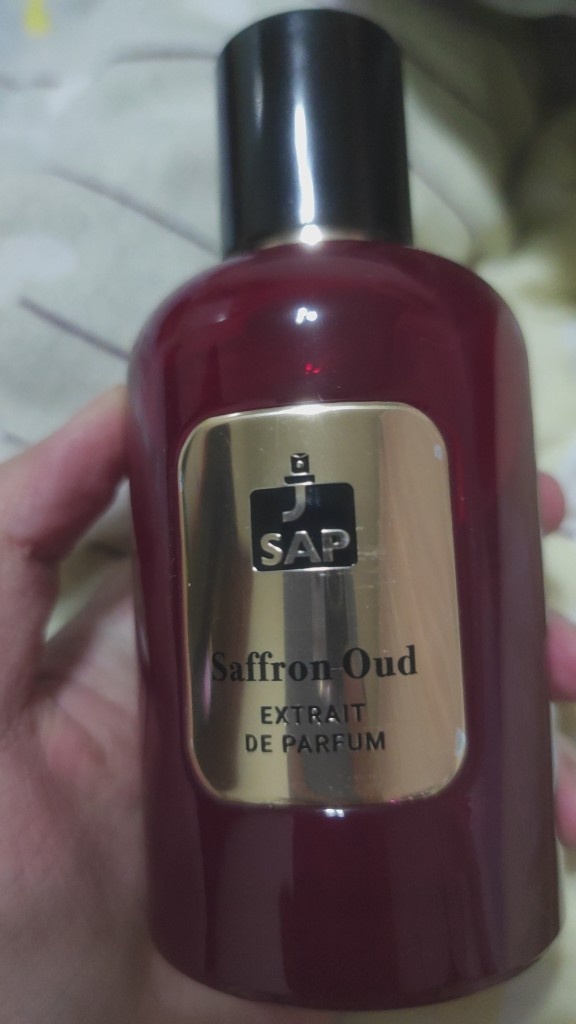 J
SAP
Saffron Oud
EXTRAIT
DE PARFUM